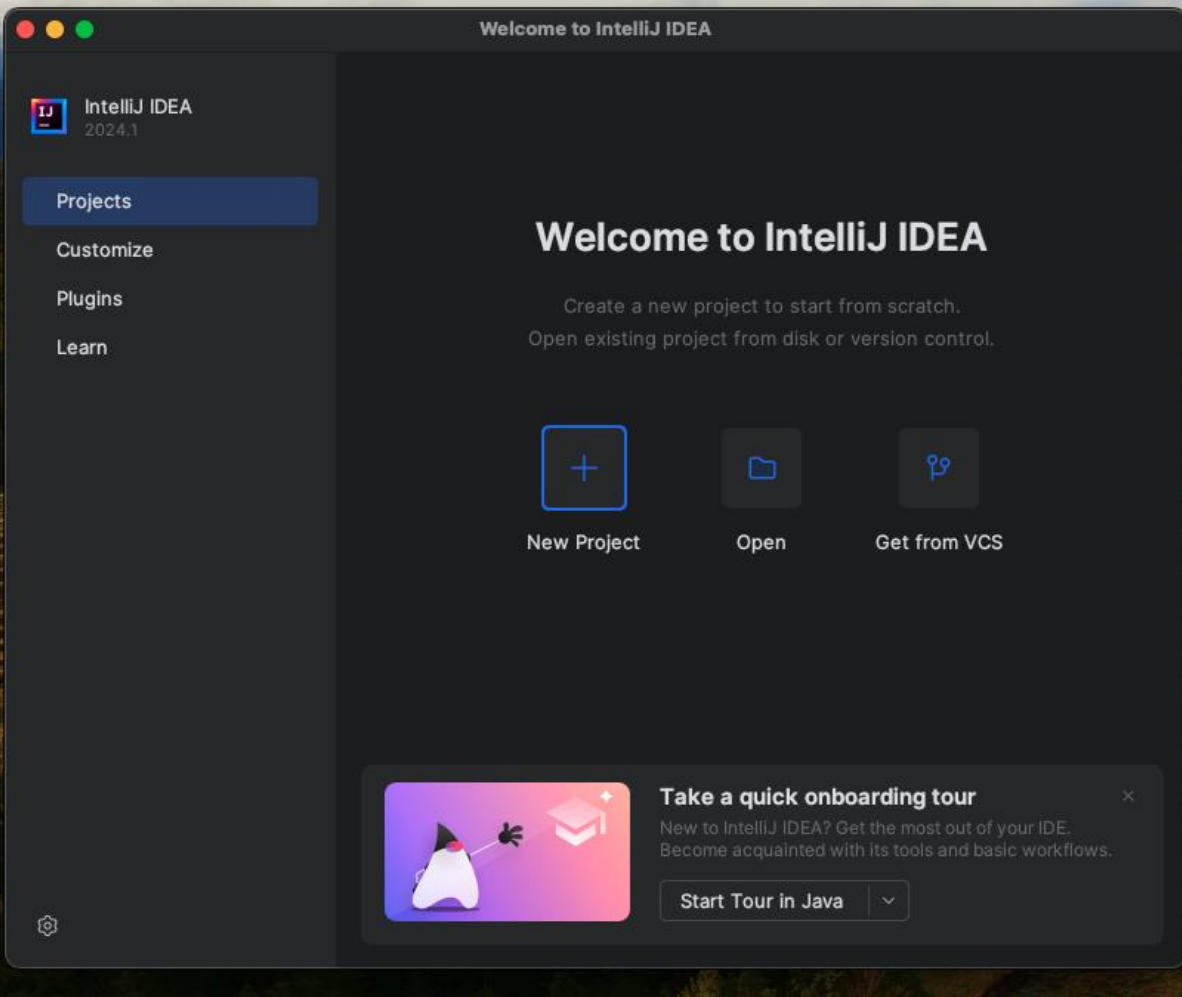 Welcome to IntelliJ IDEA
IJ
IntelliJ IDEA
2024.1
Projects
Customize
Plugins
Learn
Welcome to IntelliJ IDEA
Create a new project to start from scratch.
Open existing project from disk or version control.
New Project
Open
Get from VCS
Take a quick onboarding tour
New to IntelliJ IDEA? Get the most out of your IDE.
Become acquainted with its tools and basic workflows.
Start Tour in Java